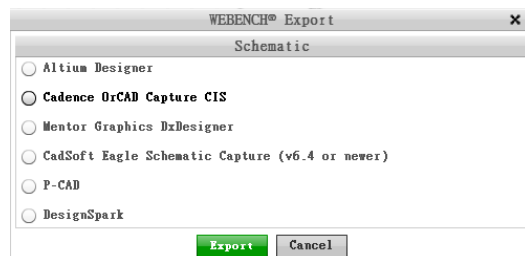 WEBENCH® Export
Schematic
Altium Designer
Cadence OrCAD Capture CIS
Mentor Graphics DxDesigner
CadSoft Eagle Schematic Capture (v6.4 or newer)
P-CAD
DesignSpark
Export Cancel